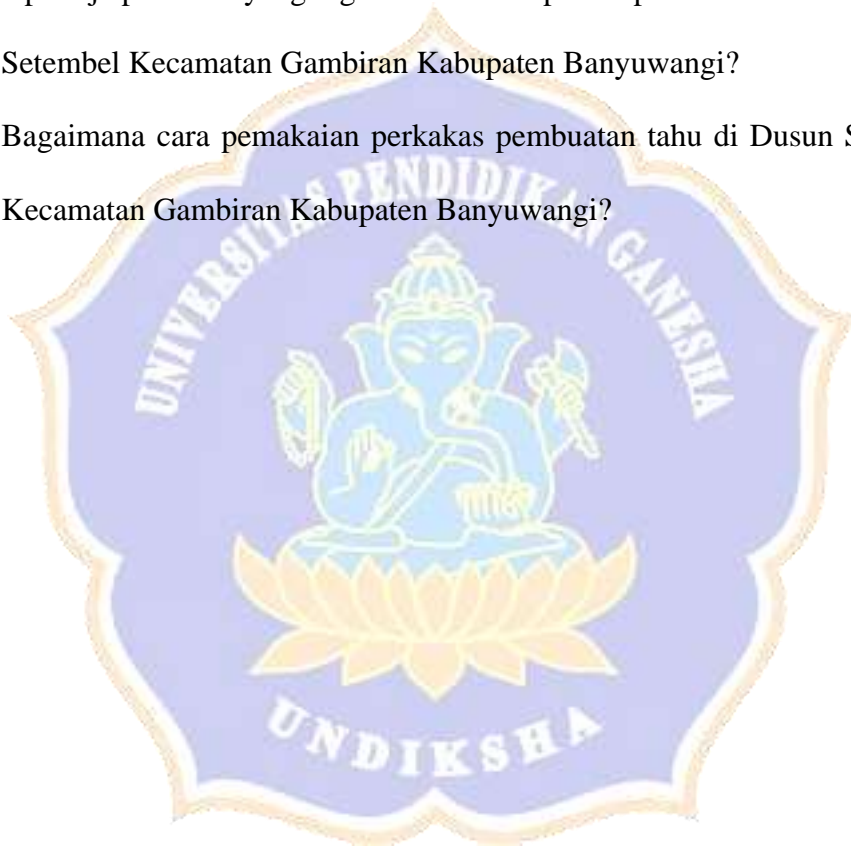 Setembel Kecamatan Gambiran Kabupaten Banyuwangi?
Bagaimana cara pemakaian perkakas pembuatan tahu di Dusun S
Kecamatan Gambiran Kabupaten Banyuwangi?
UNIVERSITAS PENDIDIKAN GANESHA
UNDIKSHA